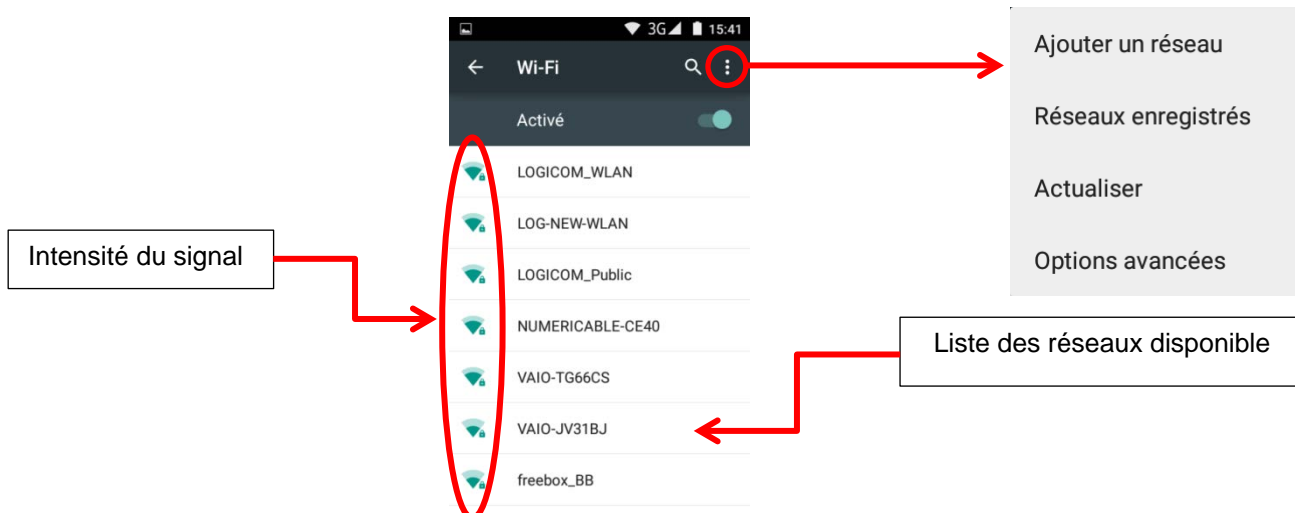 3G 15:41
Wi-Fi
Activé
LOGICOM_WLAN
LOG-NEW-WLAN
LOGICOM_Public
NUMERICABLE-CE40
VAIO-TG66CS
VAIO-JV31BJ
freebox_BB
Intensité du signal
Ajouter un réseau
Réseaux enregistrés
Actualiser
Options avancées
Liste des réseaux disponible